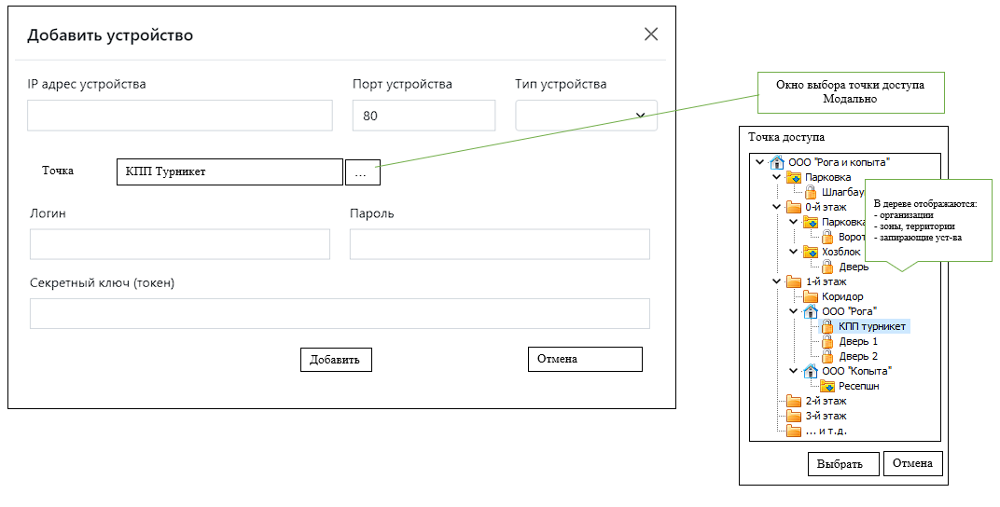 Добавить устройство
IP адрес устройства
Порт устройства
Тип устройства
80
Точка
КПП Турникет
...
Логин
Пароль
Секретный ключ (токен)
Добавить
Отмена
Окно выбора точки доступа
Модально
Точка доступа
ООО "Рога и копыта"
Парковка
Шлагбау
0-й этаж
Парковка
Ворот
Хозблок
Дверь
1-й этаж
Коридор
ООО "Рога"
КПП турникет
Дверь 1
Дверь 2
ООО "Копыта"
Ресепшн
2-й этаж
3-й этаж
... и т.д.
В дереве отображаются:
- организации
- зоны, территории
- запирающие уст-ва
Выбрать
Отмена